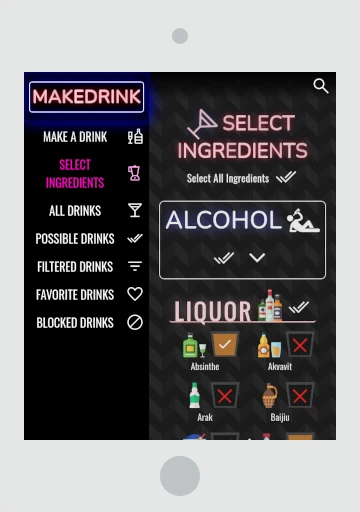 MAKEDRINK
MAKE A DRINK
SELECT
INGREDIENTS
ALL DRINKS
POSSIBLE DRINKS
FILTERED DRINKS
FAVORITE DRINKS
BLOCKED DRINKS
SELECT
INGREDIENTS
Select All Ingredients
ALCOHOL
LIQUOR
Absinthe
Akvavit
Arak
Baijiu